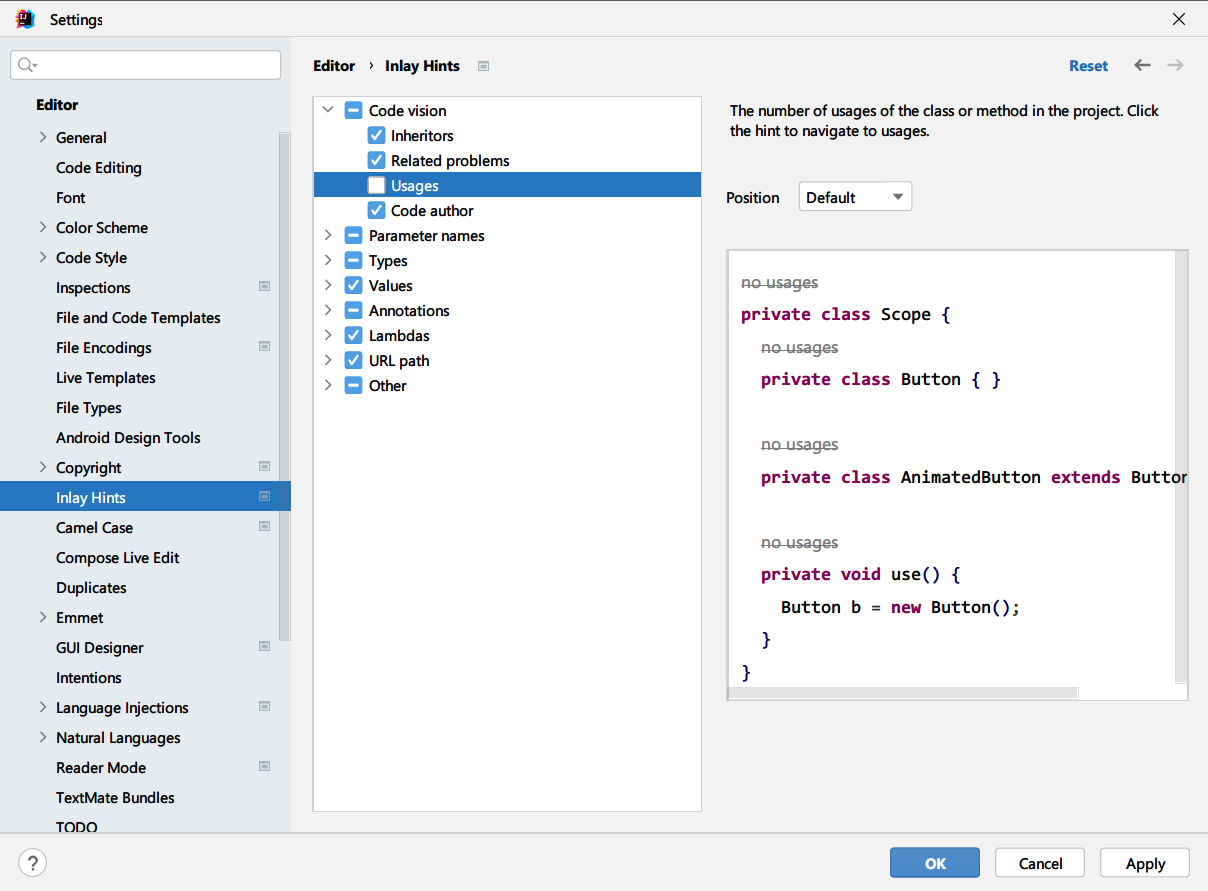 Settings
Editor › Inlay Hints
Reset
Editor
General
Code Editing
Font
Color Scheme
Code Style
Inspections
File and Code Templates
File Encodings
Live Templates
File Types
Android Design Tools
Copyright
Inlay Hints
Camel Case
Compose Live Edit
Duplicates
Emmet
GUI Designer
Intentions
Language Injections
Natural Languages
Reader Mode
TextMate Bundles
TODO
Code vision
Inheritors
Related problems
Usages
Code author
Parameter names
Types
Values
Annotations
Lambdas
URL path
Other
The number of usages of the class or method in the project. Click
the hint to navigate to usages.
Position Default
no usages
private class Scope {
no usages
private class Button { }
no usages
private class AnimatedButton extends Button
no usages
private void use() {
Button b = new Button();
}
}
?
OK
Cancel
Apply